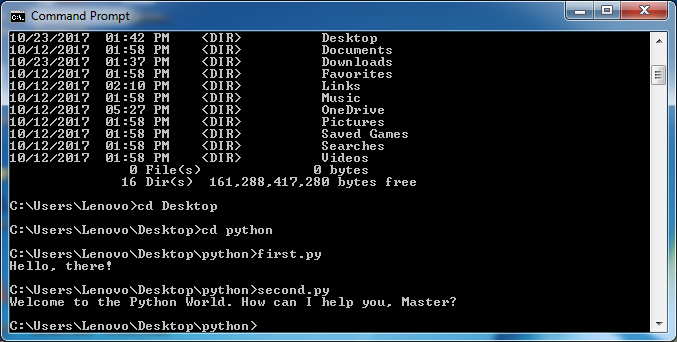 Command Prompt
10/23/2017  01:42 PM    <DIR>          Desktop
10/12/2017  01:58 PM    <DIR>          Documents
10/23/2017  01:37 PM    <DIR>          Downloads
10/12/2017  01:58 PM    <DIR>          Favorites
10/12/2017  02:10 PM    <DIR>          Links
10/12/2017  01:58 PM    <DIR>          Music
10/12/2017  05:27 PM    <DIR>          OneDrive
10/12/2017  01:58 PM    <DIR>          Pictures
10/12/2017  01:58 PM    <DIR>          Saved Games
10/12/2017  01:58 PM    <DIR>          Searches
10/12/2017  01:58 PM    <DIR>          Videos
               0 File(s)              0 bytes
              16 Dir(s)  161,288,417,280 bytes free
C:\Users\Lenovo>cd Desktop
C:\Users\Lenovo\Desktop>cd python
C:\Users\Lenovo\Desktop\python>first.py
Hello, there!
C:\Users\Lenovo\Desktop\python>second.py
Welcome to the Python World. How can I help you, Master?
C:\Users\Lenovo\Desktop\python>